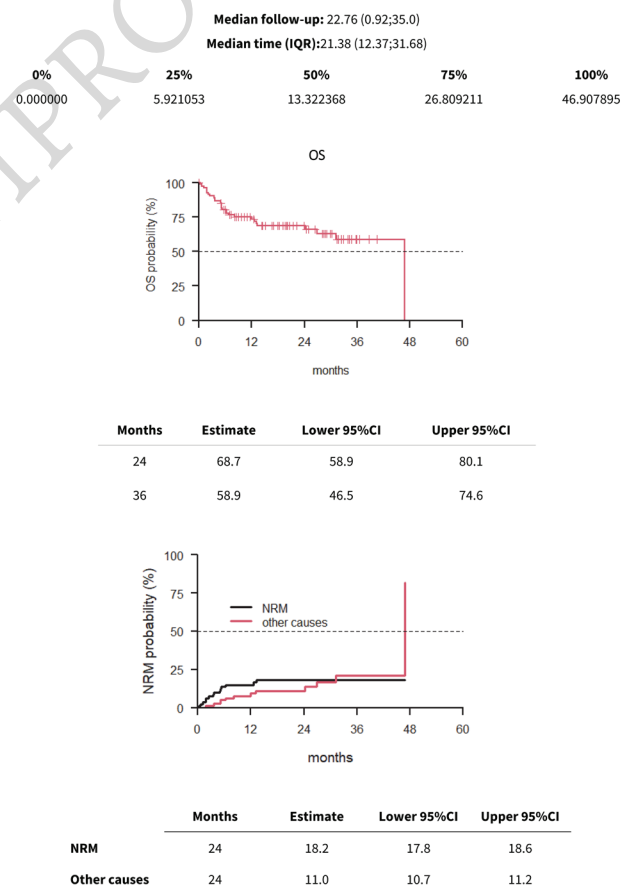 Median follow-up: 22.76 (0.92;35.0)
Median time (IQR):21.38 (12.37;31.68)
0% 25% 50% 75% 100%
0.000000 5.921053 13.322368 26.809211 46.907895
OS
100
75
50
25
0
OS probability (%)
0 12 24 36 48 60
months
Months Estimate Lower 95%CI Upper 95%CI
24 68.7 58.9 80.1
36 58.9 46.5 74.6
100
75
50
25
0
NRM probability (%)
NRM
other causes
0 12 24 36 48 60
months
Months Estimate Lower 95%CI Upper 95%CI
NRM 24 18.2 17.8 18.6
Other causes 24 11.0 10.7 11.2